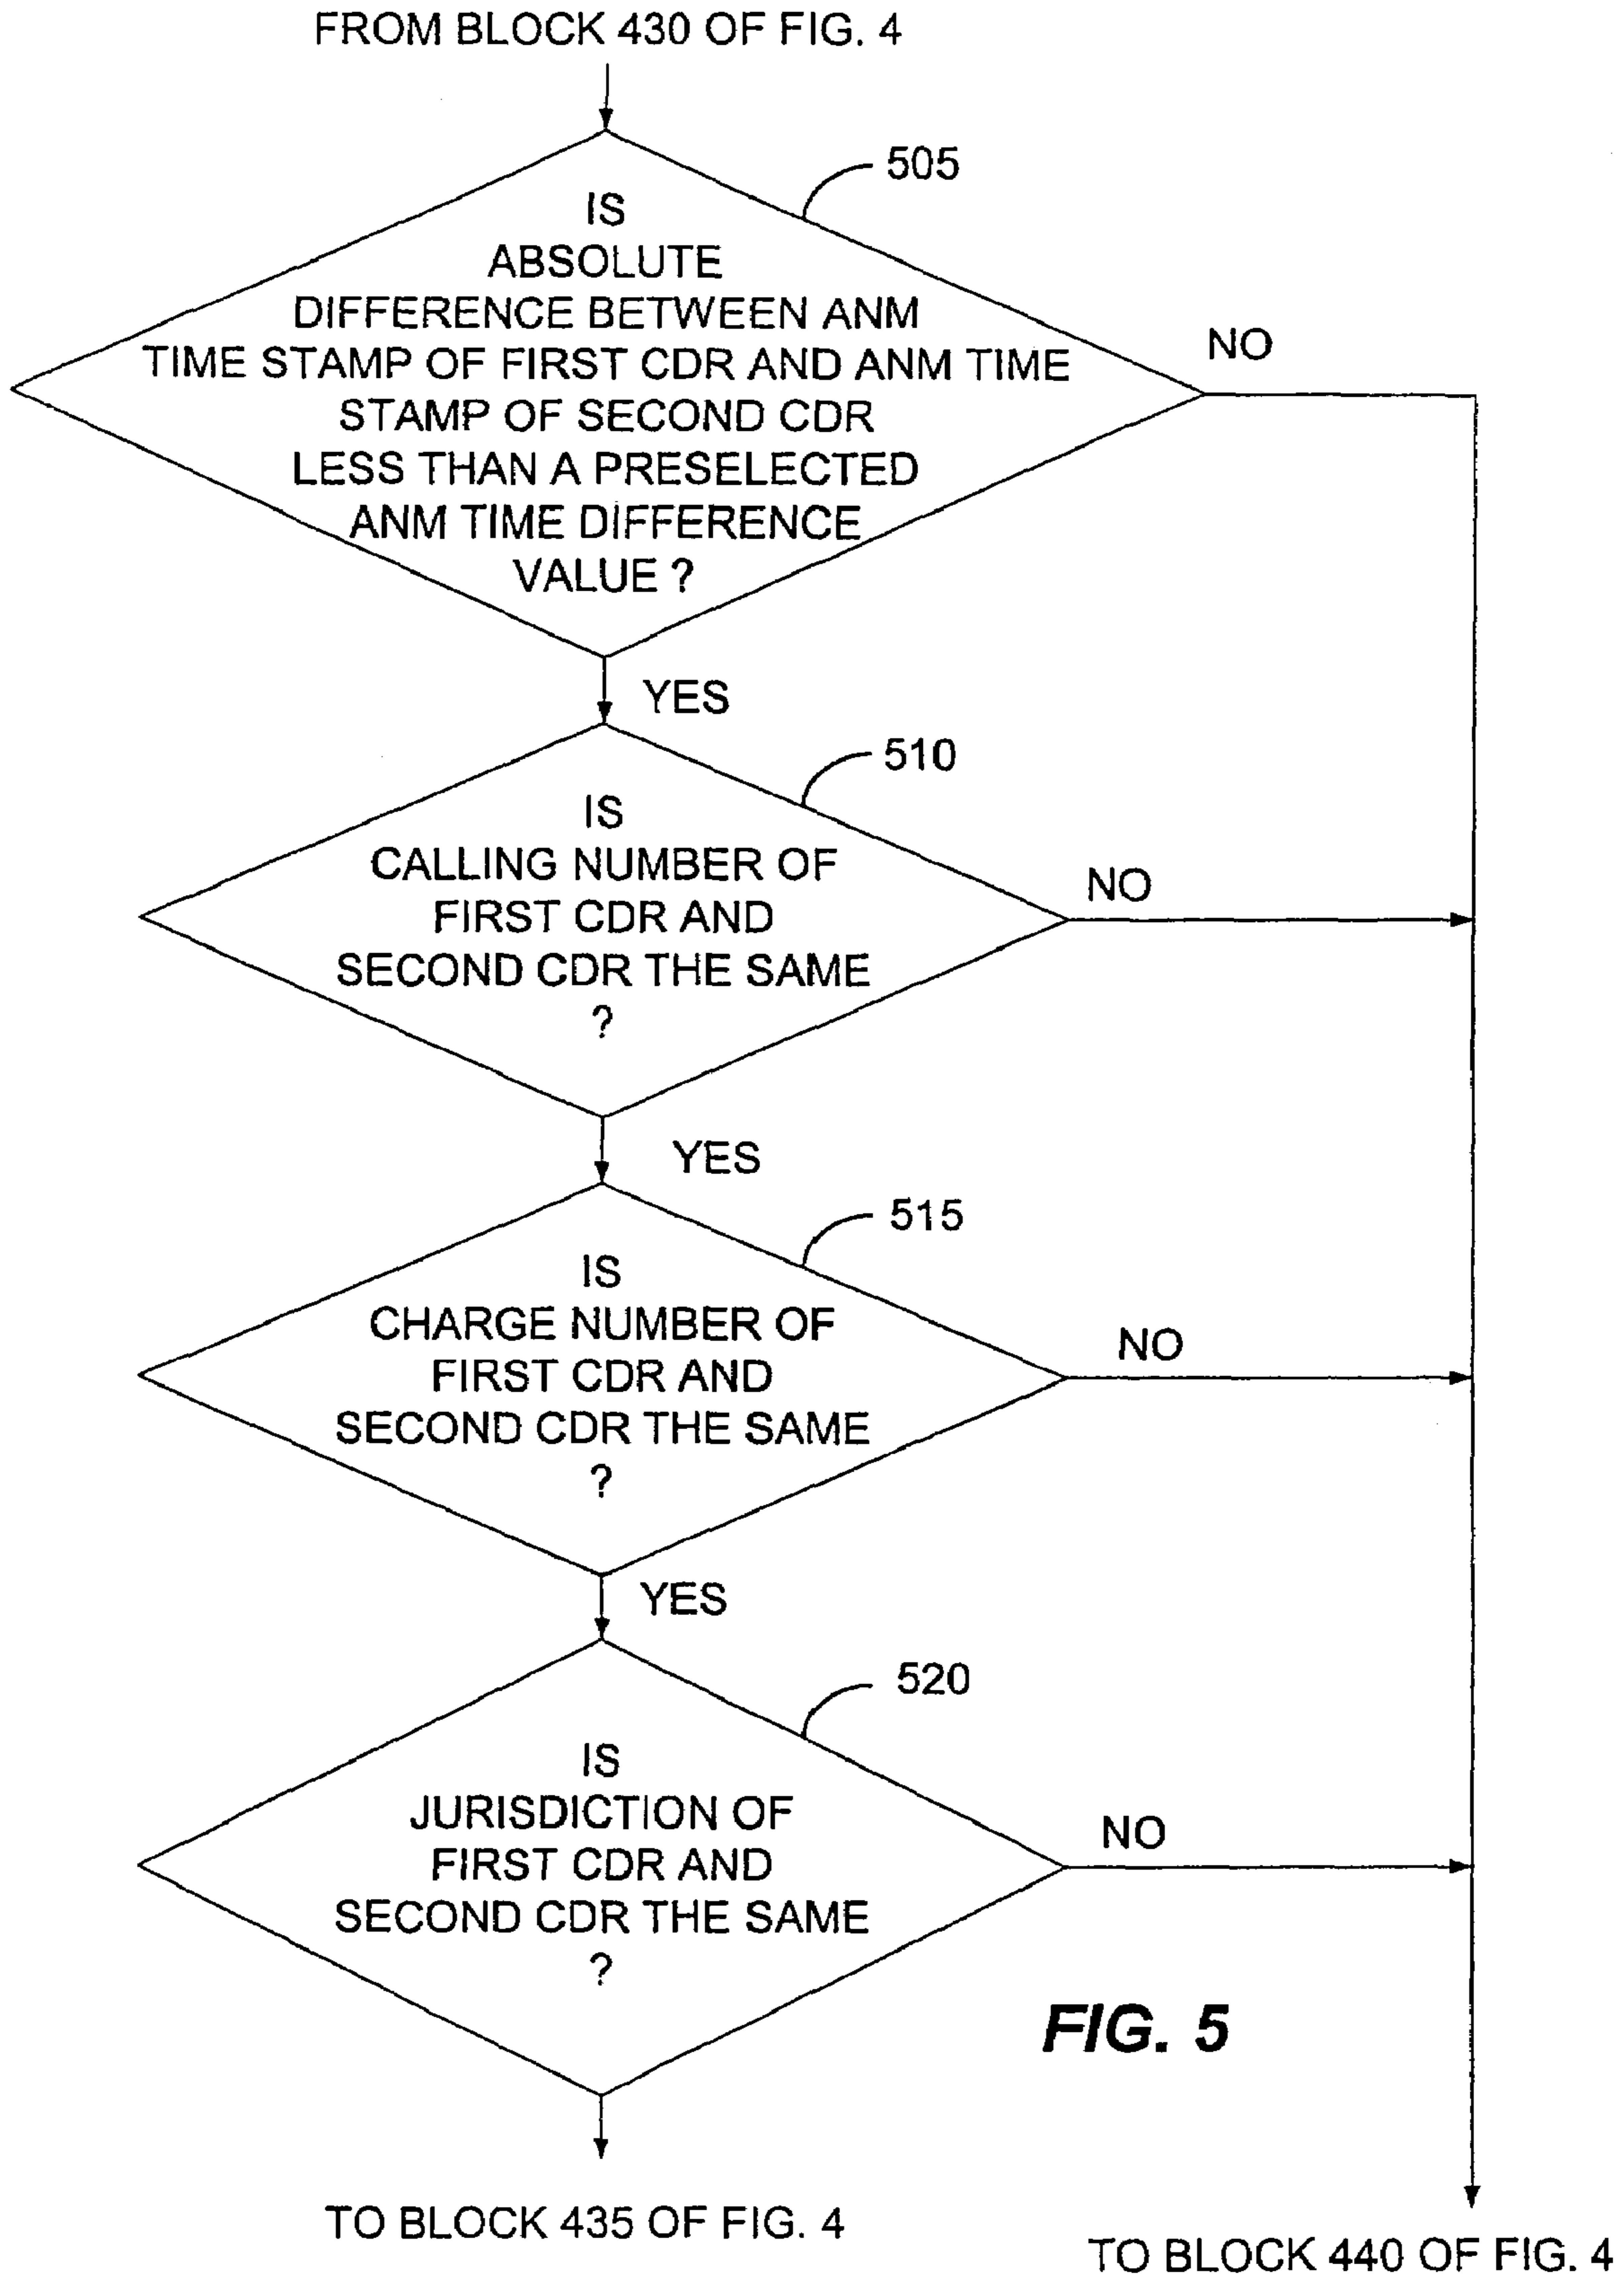 FROM BLOCK 430 OF FIG. 4
505
IS
ABSOLUTE
DIFFERENCE BETWEEN ANM
TIME STAMP OF FIRST CDR AND ANM TIME
STAMP OF SECOND CDR
LESS THAN A PRESELECTED
ANM TIME DIFFERENCE
VALUE ?
NO
YES
510
IS
CALLING NUMBER OF
FIRST CDR AND
SECOND CDR THE SAME
?
NO
YES
515
IS
CHARGE NUMBER OF
FIRST CDR AND
SECOND CDR THE SAME
?
NO
YES
520
IS
JURISDICTION OF
FIRST CDR AND
SECOND CDR THE SAME
?
NO
FIG. 5
TO BLOCK 435 OF FIG. 4
TO BLOCK 440 OF FIG. 4